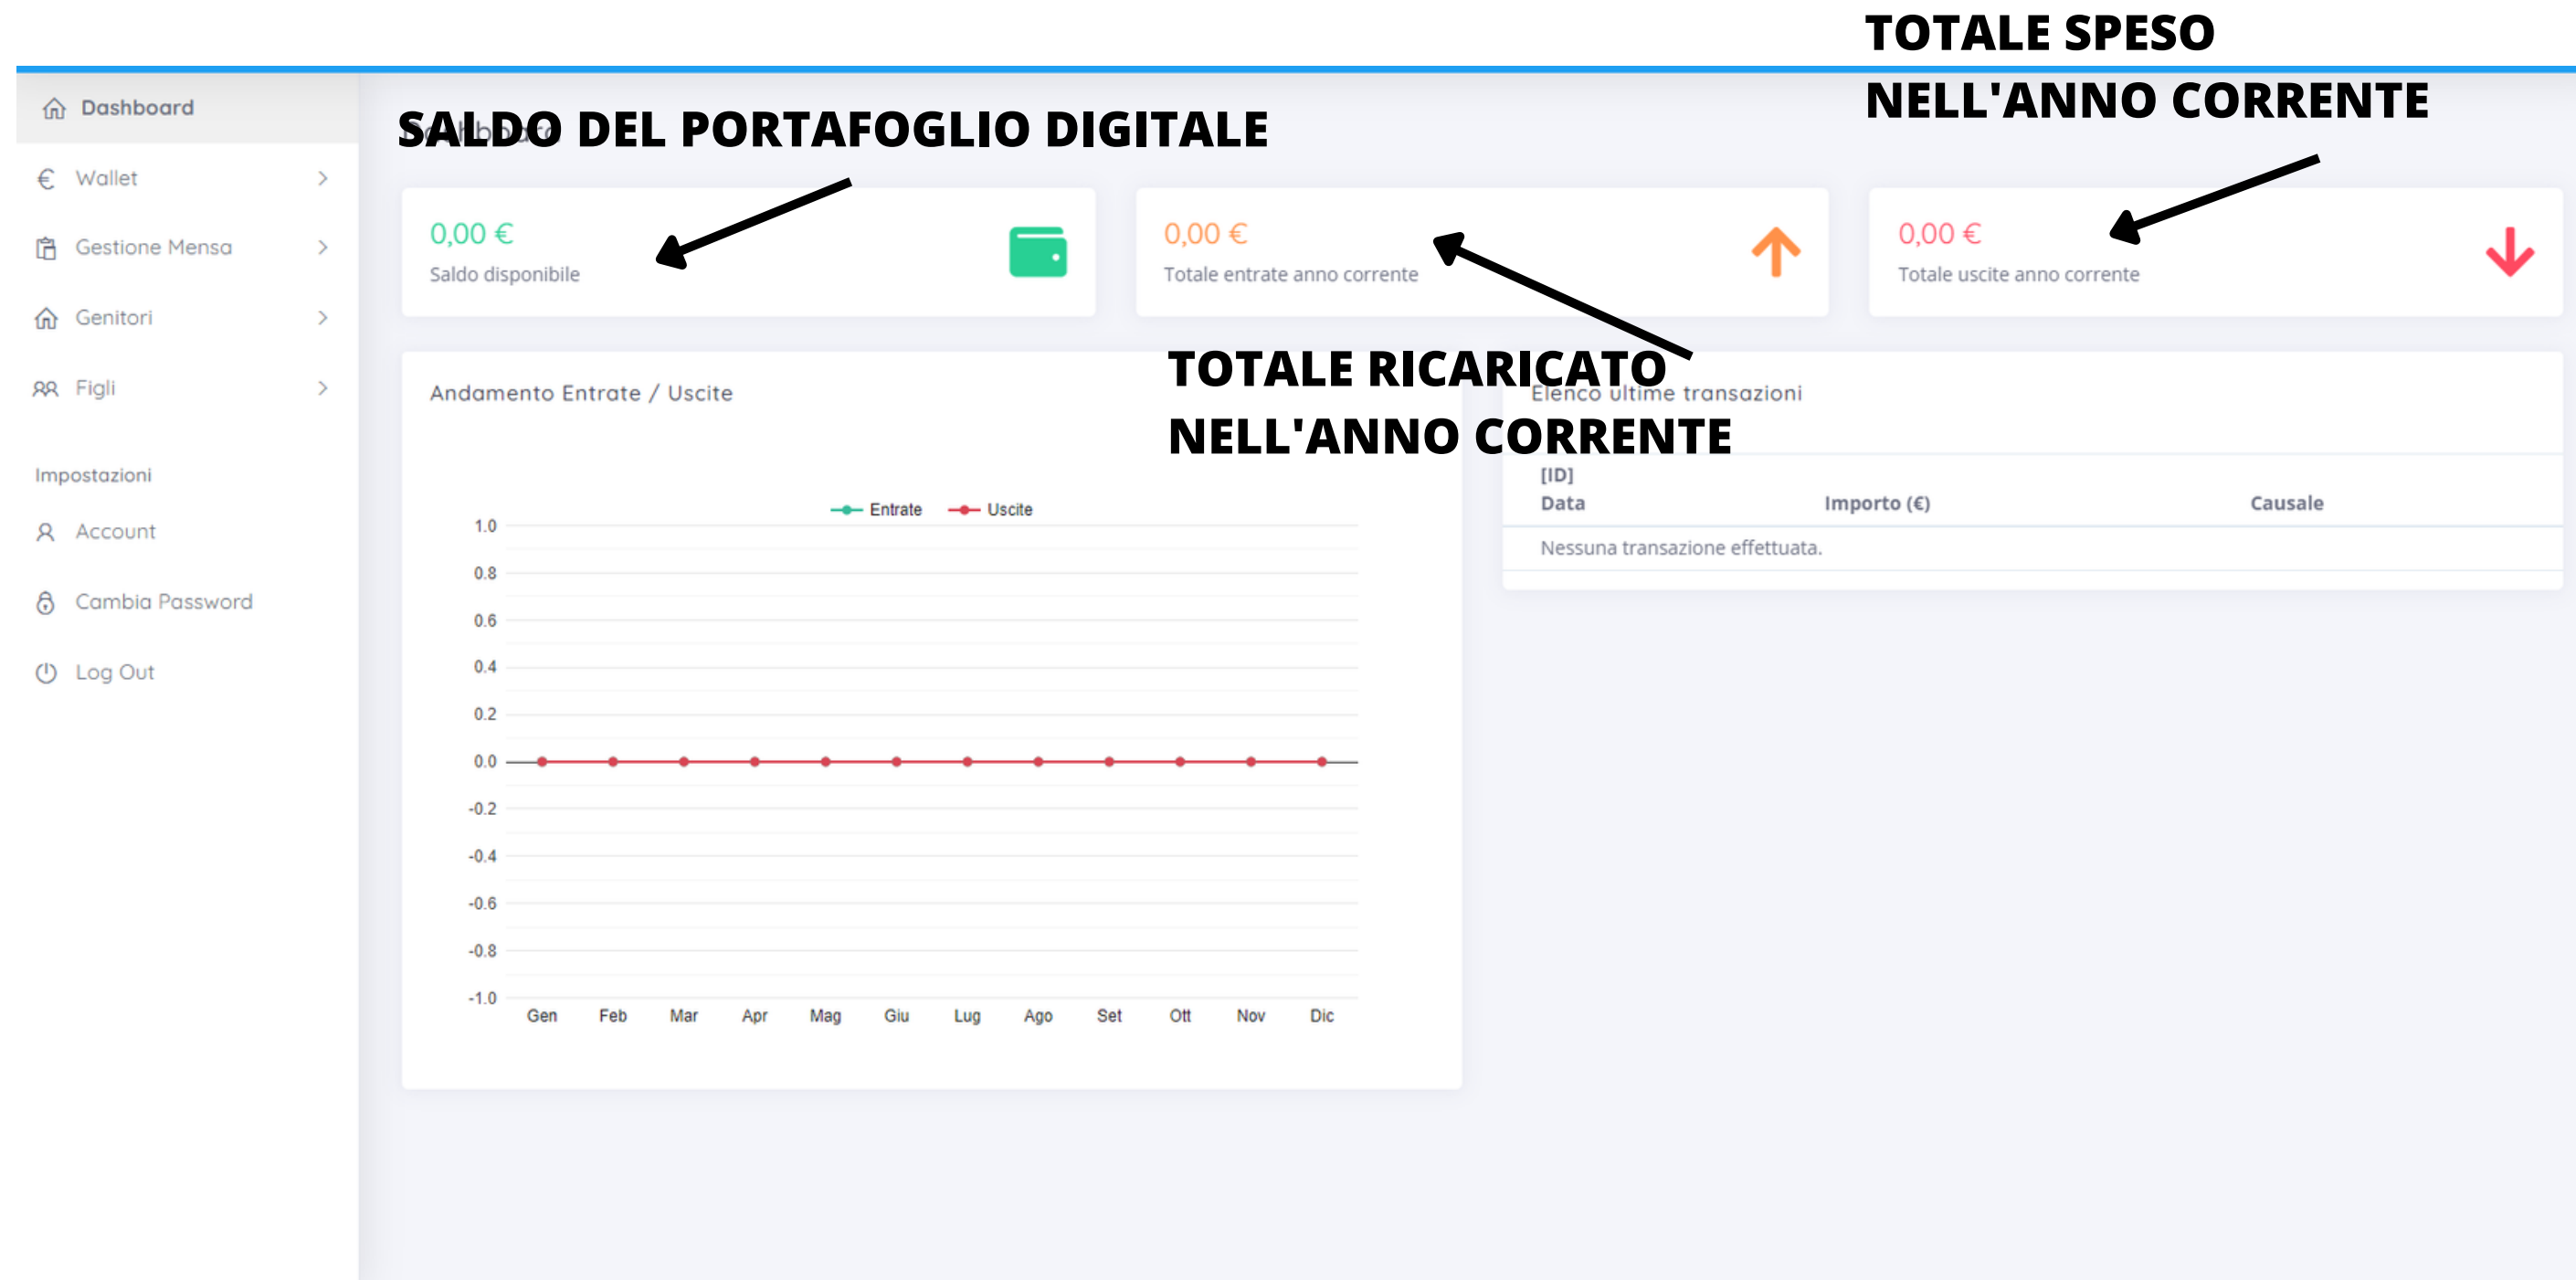 TOTALE SPESO
NELL'ANNO CORRENTE
Dashboard
Wallet
Gestione Mensa
Genitori
Figli
Impostazioni
Account
Cambia Password
Log Out
Dashboard
SALDO DEL PORTAFOGLIO DIGITALE
0,00 €
Saldo disponibile
0,00 €
Totale entrate anno corrente
0,00 €
Totale uscite anno corrente
TOTALE RICARICATO
NELL'ANNO CORRENTE
Andamento Entrate / Uscite
Entrate
Uscite
1.0
0.8
0.6
0.4
0.2
0.0
-0.2
-0.4
-0.6
-0.8
-1.0
Gen Feb Mar Apr Mag Giu Lug Ago Set Ott Nov Dic
Elenco ultime transazioni
[ID]
Data Importo (€) Causale
Nessuna transazione effettuata.